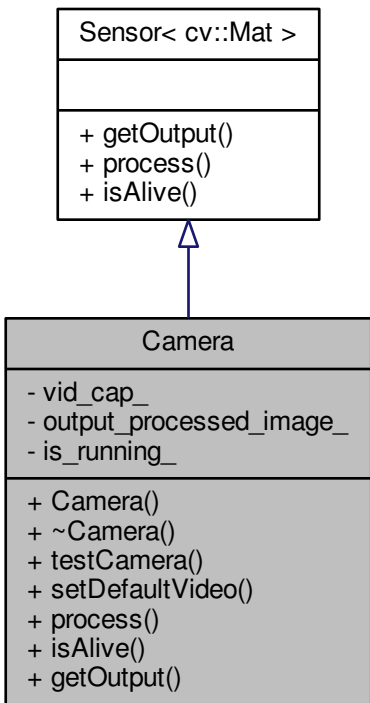 Sensor< cv::Mat >
+ getOutput()
+ process()
+ isAlive()
Camera
- vid_cap_
- output_processed_image_
- is_running_
+ Camera()
+ ~Camera()
+ testCamera()
+ setDefaultVideo()
+ process()
+ isAlive()
+ getOutput()